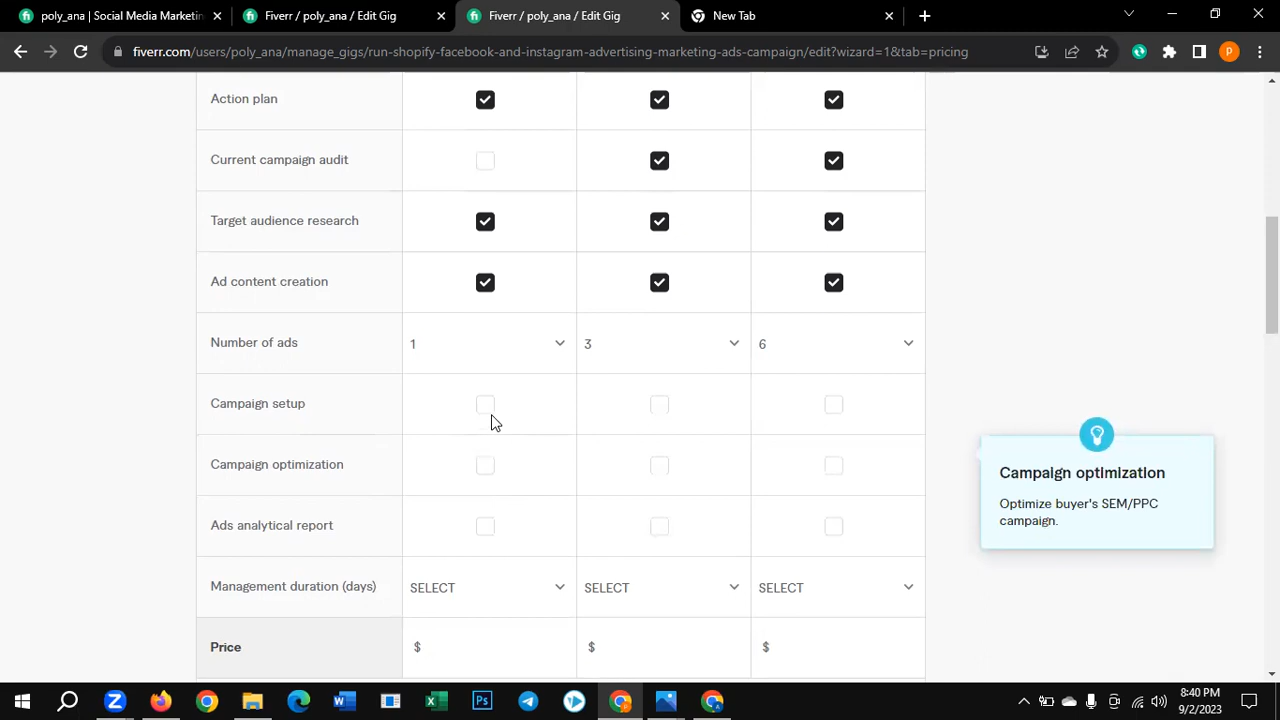 poly_ana | Social Media Marketin
Fiverr / poly_ana / Edit Gig
Fiverr / poly_ana / Edit Gig
New Tab
fiverr.com/users/poly_ana/manage_gigs/run-shopify-facebook-and-instagram-advertising-marketing-ads-campaign/edit?wizard=1&tab=pricing
Action plan
Current campaign audit
Target audience research
Ad content creation
Number of ads 1 3 6
Campaign setup
Campaign optimization
Ads analytical report
Management duration (days) SELECT SELECT SELECT
Price $ $ $
Campaign optimization
Optimize buyer's SEM/PPC
campaign.
8:40 PM
9/2/2023